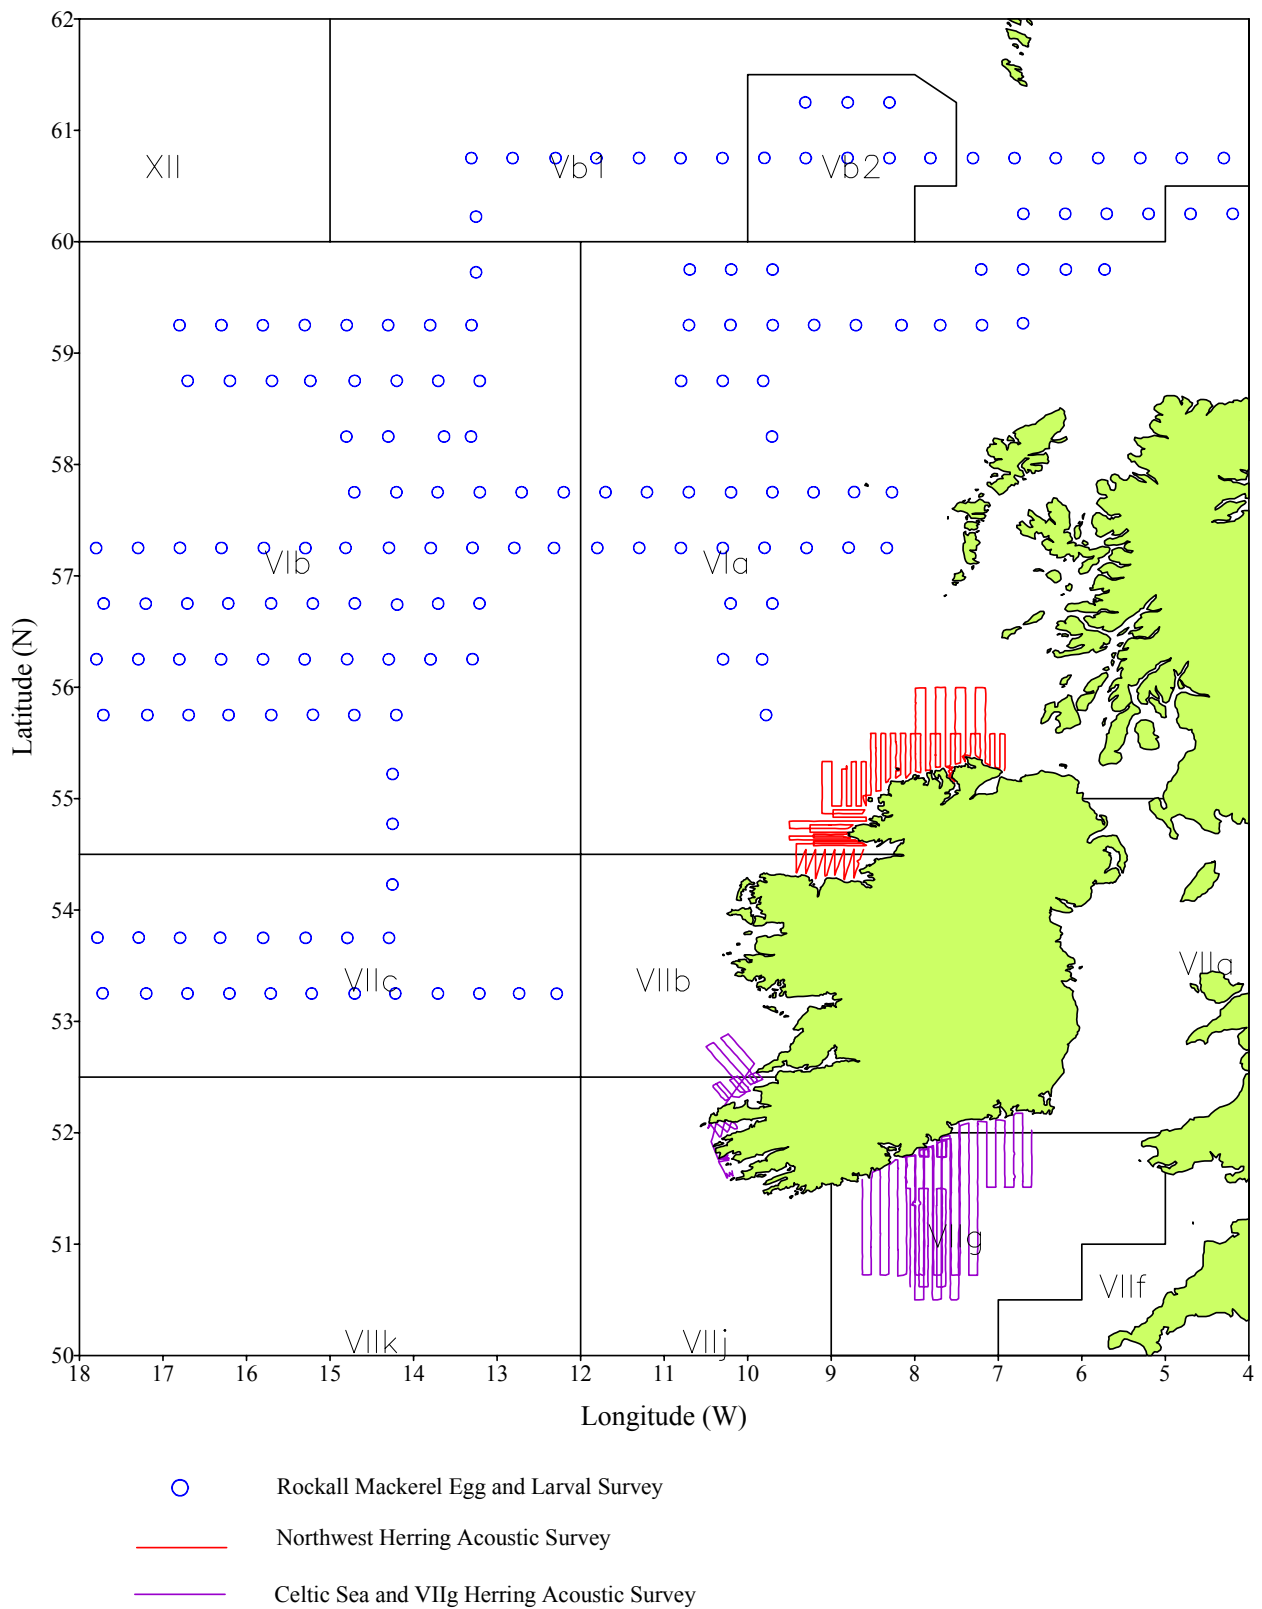 62
61
XII
Vb1
Vb2
60
59
58
57
VIb
VIa
Latitude (N)
56
55
54
VIIc
VIIb
VIIa
53
52
51
VIIg
VIIf
VIIk
VIIj
50
18
17
16
15
14
13
12
11
10
9
8
7
6
5
4
Longitude (W)
Rockall Mackerel Egg and Larval Survey
Northwest Herring Acoustic Survey
Celtic Sea and VIIg Herring Acoustic Survey